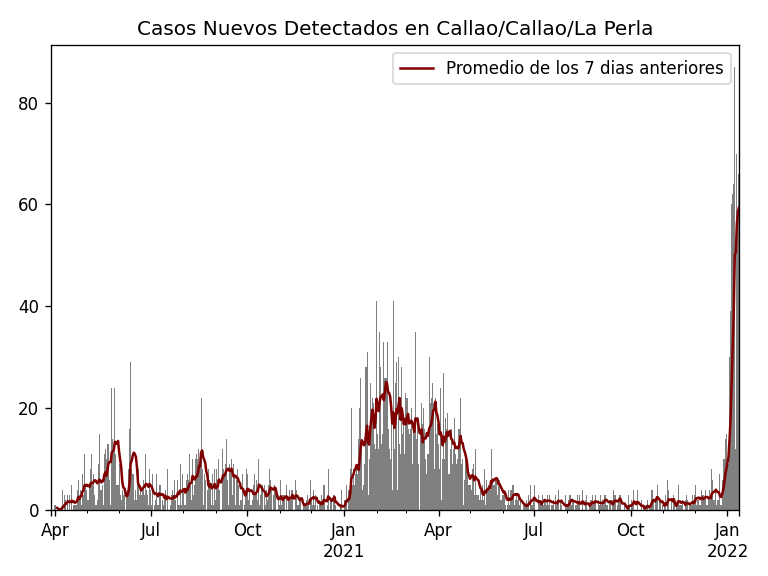 Casos Nuevos Detectados en Callao/Callao/La Perla
Promedio de los 7 dias anteriores
80
60
40
20
0
Apr Jul Oct Jan Apr Jul Oct Jan
2021 2022